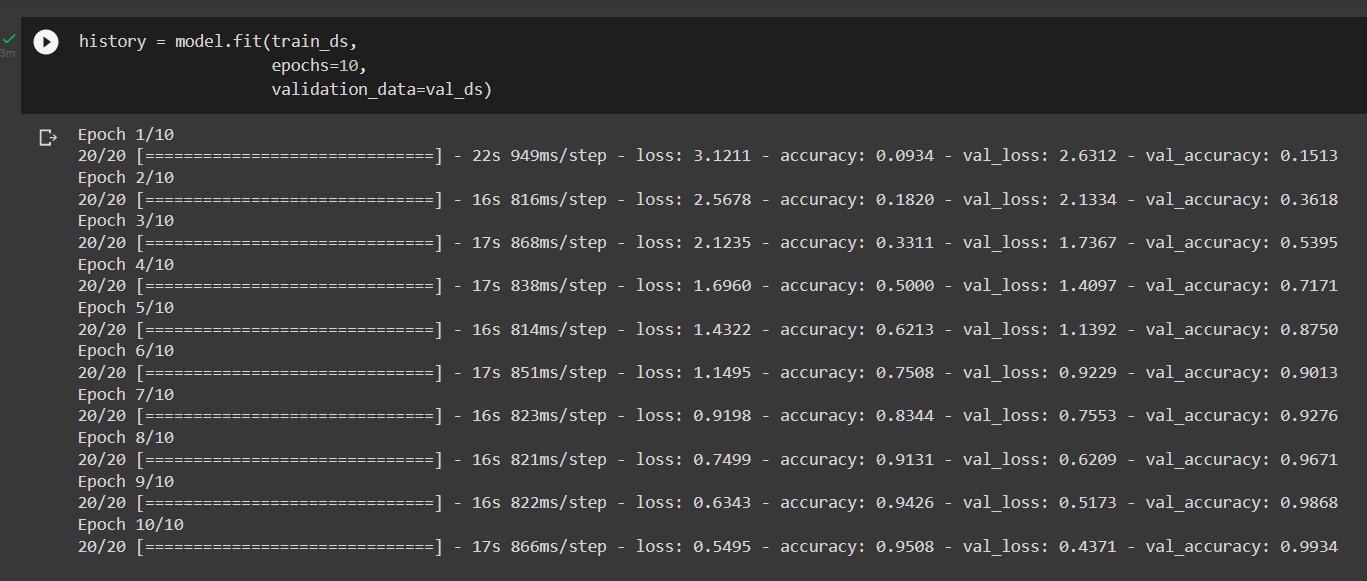 history = model.fit(train_ds,
epochs=10,
validation_data=val_ds)
3m
Epoch 1/10
20/20 [==============================] - 22s 949ms/step - loss: 3.1211 - accuracy: 0.0934 - val_loss: 2.6312 - val_accuracy: 0.1513
Epoch 2/10
20/20 [==============================] - 16s 816ms/step - loss: 2.5678 - accuracy: 0.1820 - val_loss: 2.1334 - val_accuracy: 0.3618
Epoch 3/10
20/20 [==============================] - 17s 868ms/step - loss: 2.1235 - accuracy: 0.3311 - val_loss: 1.7367 - val_accuracy: 0.5395
Epoch 4/10
20/20 [==============================] - 17s 838ms/step - loss: 1.6960 - accuracy: 0.5000 - val_loss: 1.4097 - val_accuracy: 0.7171
Epoch 5/10
20/20 [==============================] - 16s 814ms/step - loss: 1.4322 - accuracy: 0.6213 - val_loss: 1.1392 - val_accuracy: 0.8750
Epoch 6/10
20/20 [==============================] - 17s 851ms/step - loss: 1.1495 - accuracy: 0.7508 - val_loss: 0.9229 - val_accuracy: 0.9013
Epoch 7/10
20/20 [==============================] - 16s 823ms/step - loss: 0.9198 - accuracy: 0.8344 - val_loss: 0.7553 - val_accuracy: 0.9276
Epoch 8/10
20/20 [==============================] - 16s 821ms/step - loss: 0.7499 - accuracy: 0.9131 - val_loss: 0.6209 - val_accuracy: 0.9671
Epoch 9/10
20/20 [==============================] - 16s 822ms/step - loss: 0.6343 - accuracy: 0.9426 - val_loss: 0.5173 - val_accuracy: 0.9868
Epoch 10/10
20/20 [==============================] - 17s 866ms/step - loss: 0.5495 - accuracy: 0.9508 - val_loss: 0.4371 - val_accuracy: 0.9934